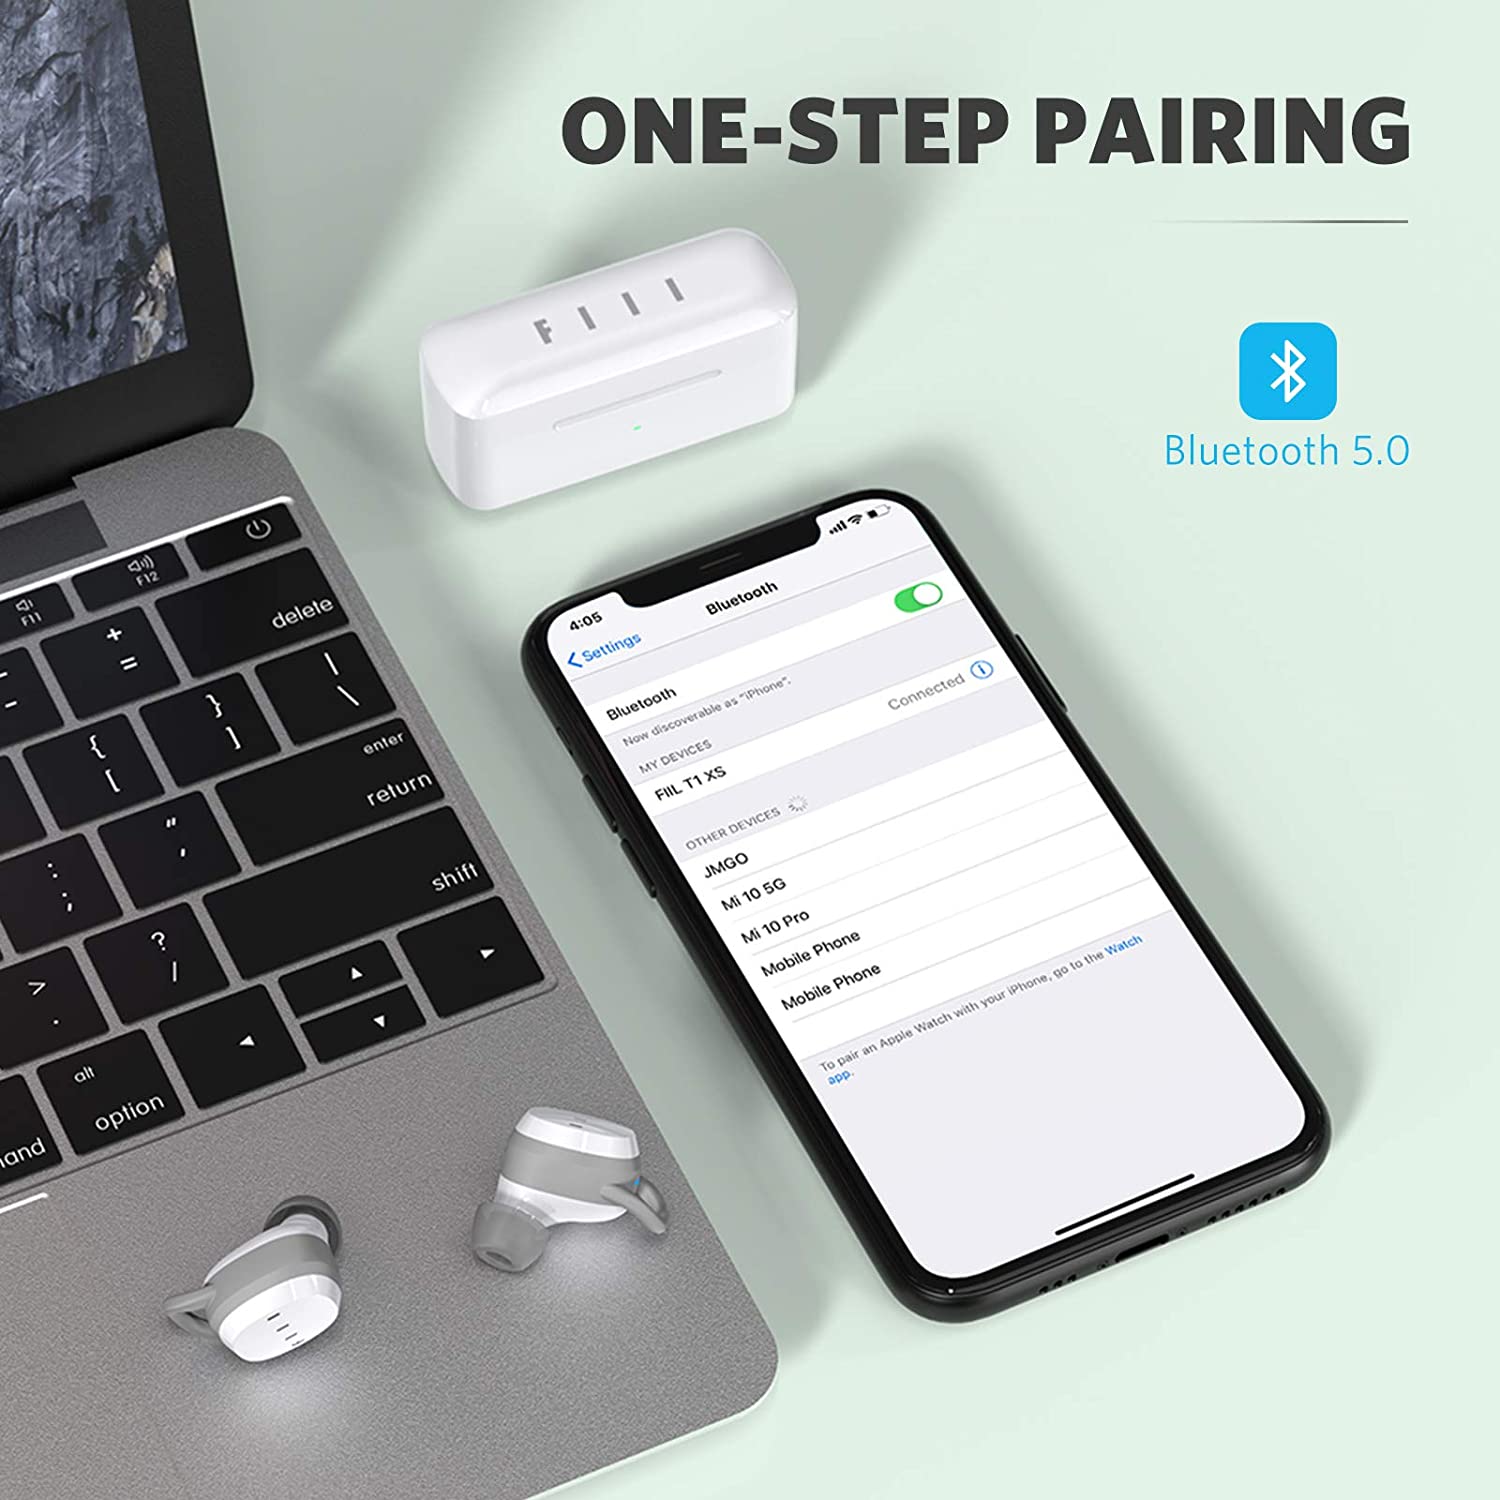 ONE-STEP PAIRING
FIIL
Bluetooth 5.0
4:05
Bluetooth
Settings
Bluetooth
Now discoverable as "iPhone".
MY DEVICES
FIIL T1 XS
Connected
OTHER DEVICES
JMGO
Mi 10 5G
Mi 10 Pro
Mobile Phone
Mobile Phone
To pair an Apple Watch with your iPhone, go to the Watch
app.
F11
F12
delete
+
=
-
{
[
}
]
|
\
enter
return
:
;
"
'
shift
>
.
?
/
alt
option